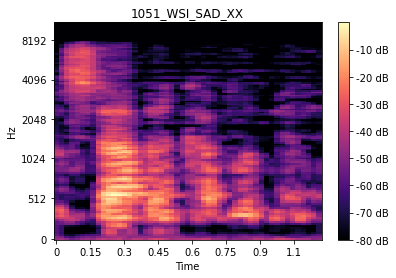 1051_WSI_SAD_XX
8192
4096
2048
1024
512
0
Hz
0 0.15 0.3 0.45 0.6 0.75 0.9 1.1
Time
-10 dB
-20 dB
-30 dB
-40 dB
-50 dB
-60 dB
-70 dB
-80 dB